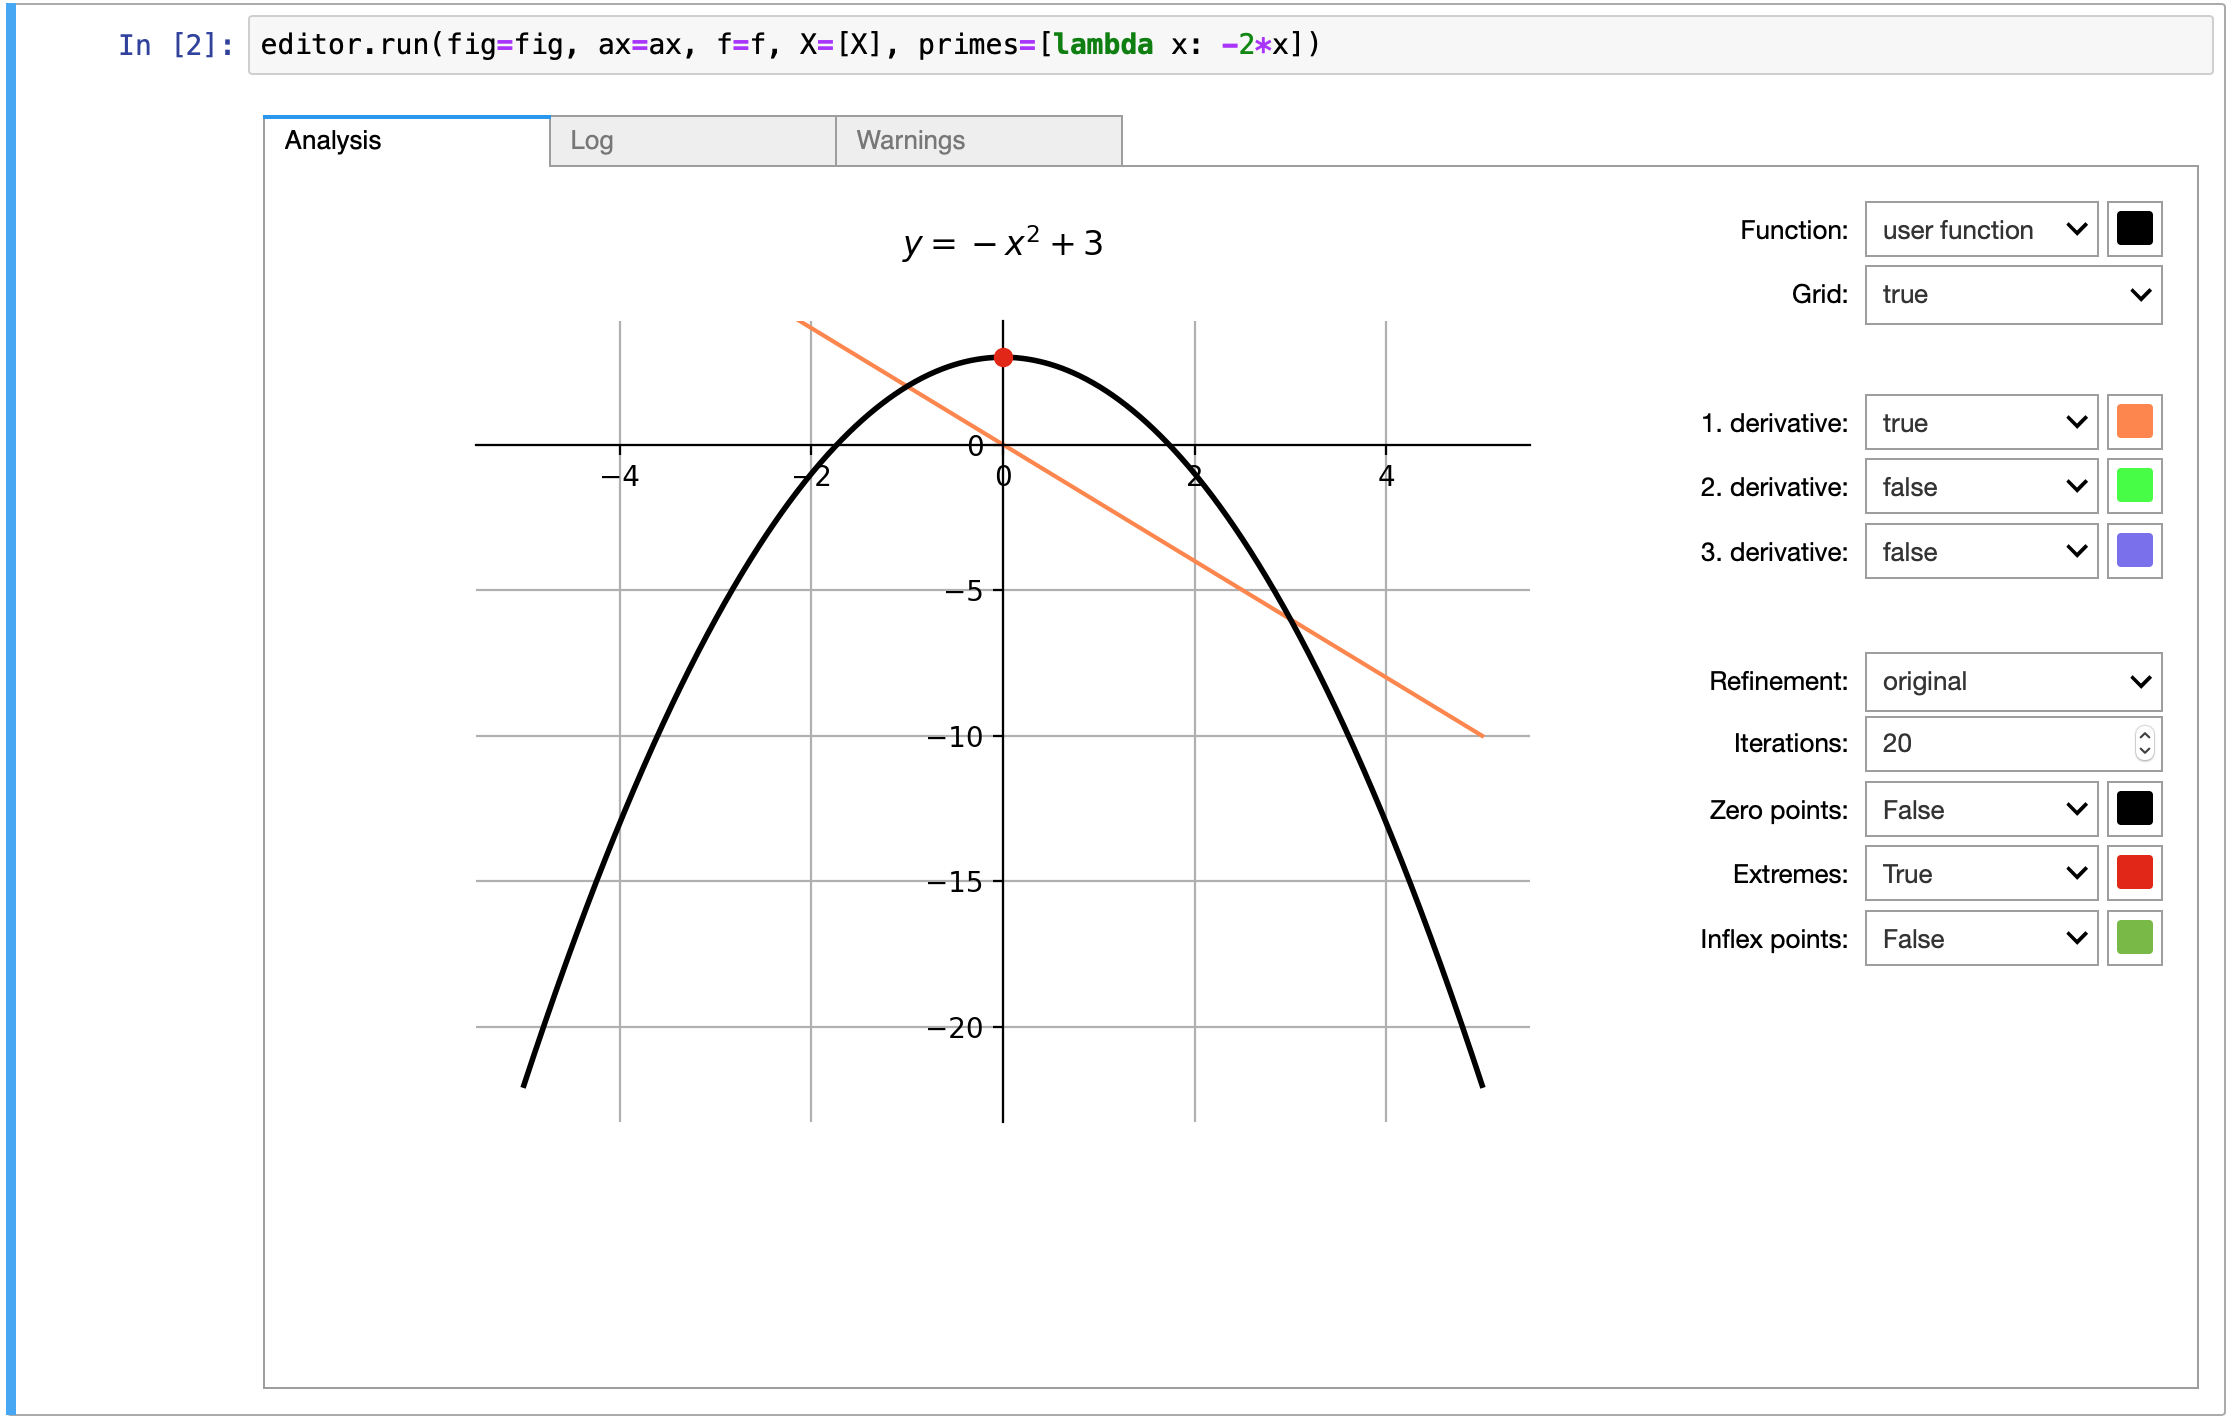 In [2]: editor.run(fig=fig, ax=ax, f=f, X=[X], primes=[lambda x: -2*x])
Analysis Log Warnings
y = −x² + 3
0
−4 −2 0 2 4
−5
−10
−15
−20
Function: user function
Grid: true
1. derivative: true
2. derivative: false
3. derivative: false
Refinement: original
Iterations: 20
Zero points: False
Extremes: True
Inflex points: False